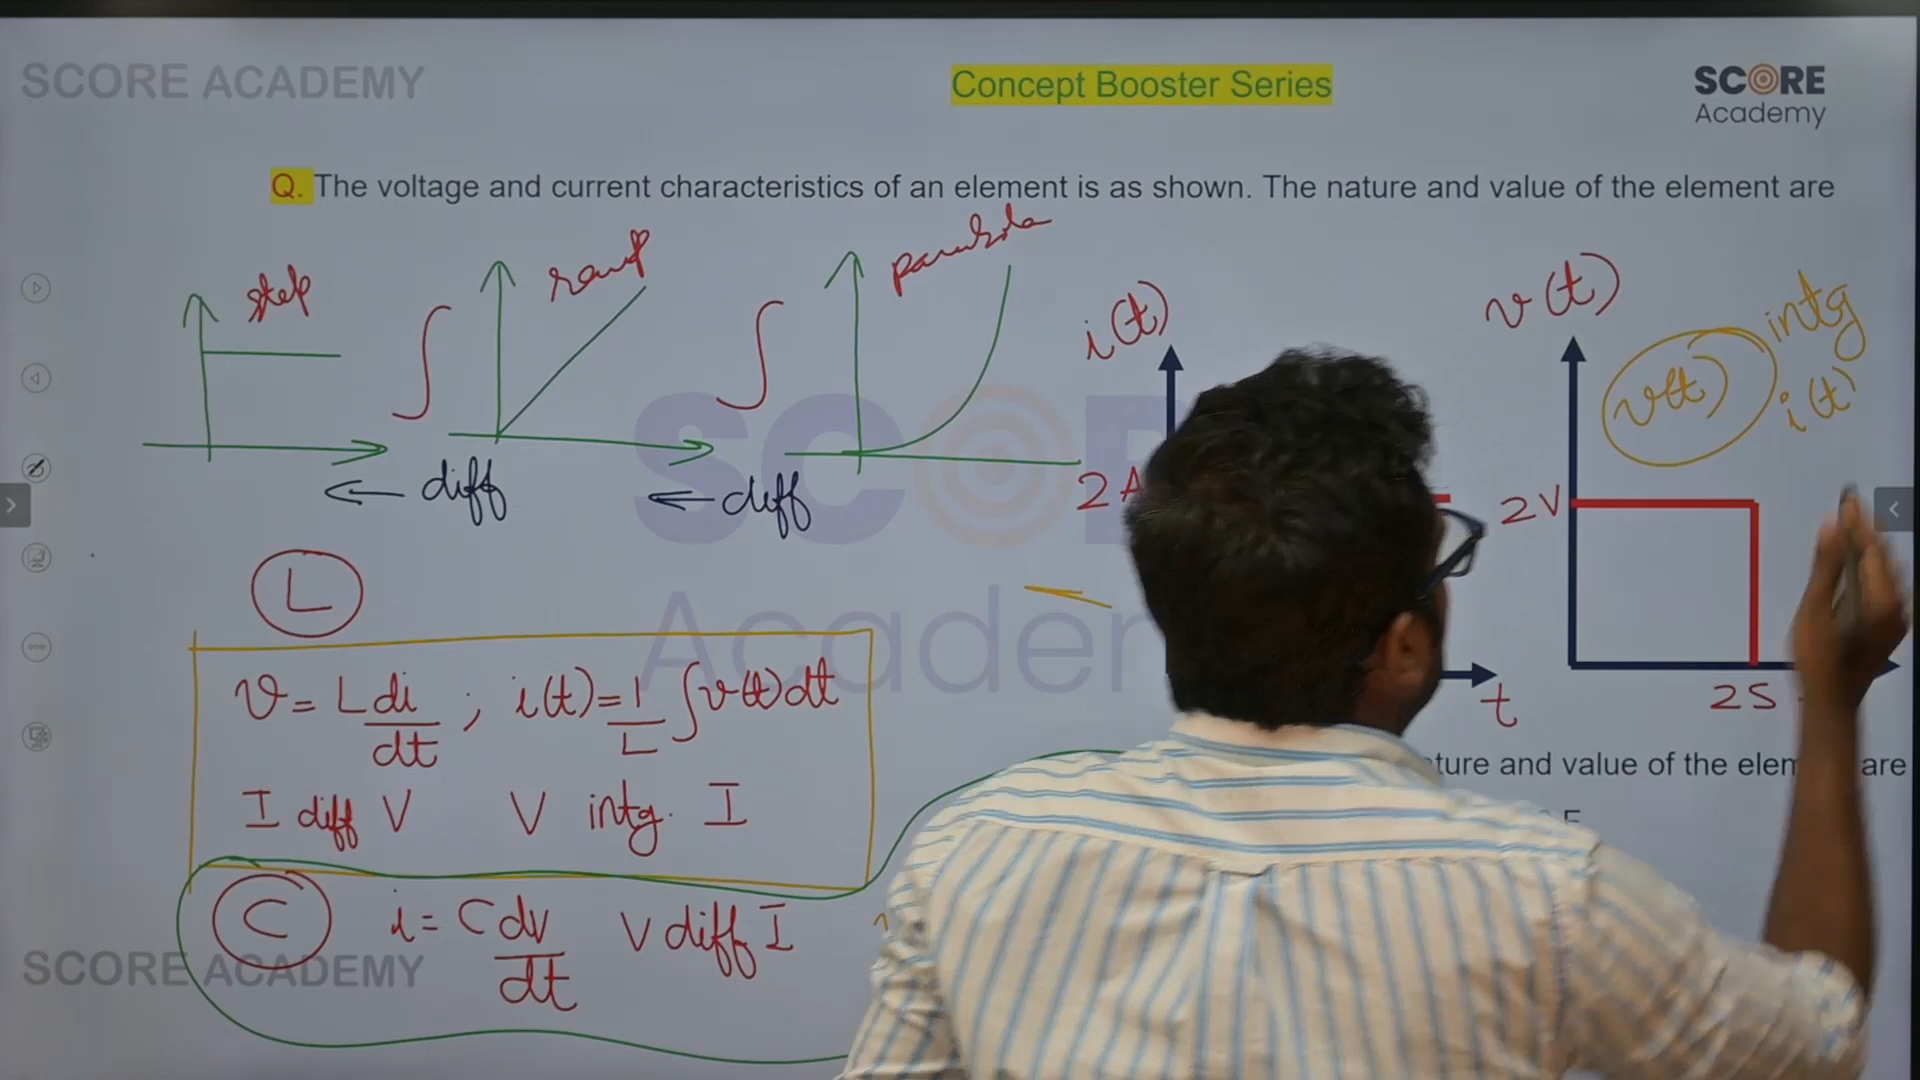 SCORE ACADEMY
Concept Booster Series
SCORE
Academy
Q. The voltage and current characteristics of an element is as shown. The nature and value of the element are
step
ramp
parabola
∫
∫
i(t)
v(t)
v(t)
intg
i(t)
← diff
← diff
2A
2V
L
v = L di/dt ; i(t) = 1/L ∫v(t)dt
t
2S
I diff V
V intg. I
ture and value of the elem are
C
i = C dv/dt
V diff I
SCORE ACADEMY